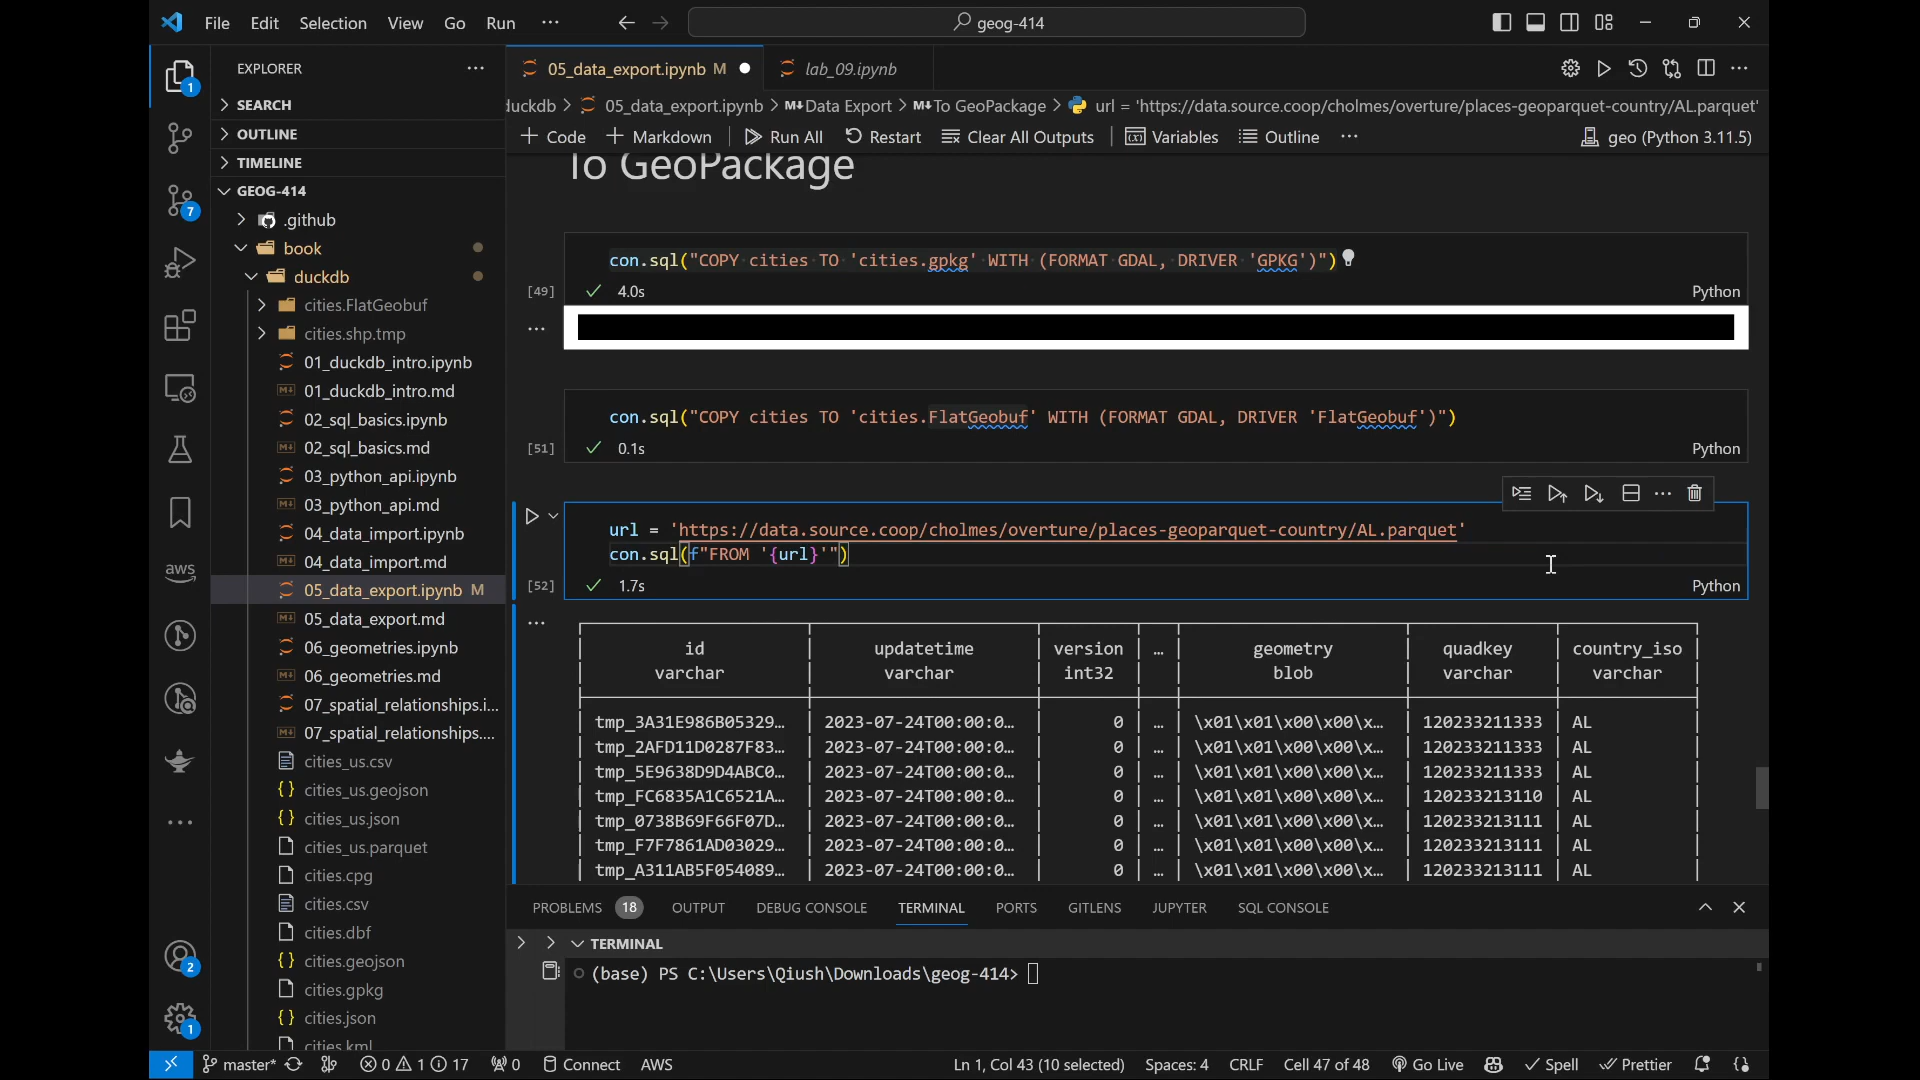 File Edit Selection View Go Run ··· geog-414
EXPLORER ···
SEARCH
OUTLINE
TIMELINE
GEOG-414
.github
book
duckdb
cities.FlatGeobuf
cities.shp.tmp
01_duckdb_intro.ipynb
01_duckdb_intro.md
02_sql_basics.ipynb
02_sql_basics.md
03_python_api.ipynb
03_python_api.md
04_data_import.ipynb
04_data_import.md
05_data_export.ipynb M
05_data_export.md
06_geometries.ipynb
06_geometries.md
07_spatial_relationships.i...
07_spatial_relationships....
cities_us.csv
cities_us.geojson
cities_us.json
cities_us.parquet
cities.cpg
cities.csv
cities.dbf
cities.geojson
cities.gpkg
cities.json
cities.kml
1
7
aws
2
1
05_data_export.ipynb M lab_09.ipynb
duckdb > 05_data_export.ipynb > M↓Data Export > M↓To GeoPackage > url = 'https://data.source.coop/cholmes/overture/places-geoparquet-country/AL.parquet'
+ Code + Markdown Run All Restart Clear All Outputs Variables Outline ··· geo (Python 3.11.5)
To GeoPackage
con.sql("COPY cities TO 'cities.gpkg' WITH (FORMAT GDAL, DRIVER 'GPKG')")
[49] ✓ 4.0s Python
con.sql("COPY cities TO 'cities.FlatGeobuf' WITH (FORMAT GDAL, DRIVER 'FlatGeobuf')")
[51] ✓ 0.1s Python
url = 'https://data.source.coop/cholmes/overture/places-geoparquet-country/AL.parquet'
con.sql(f"FROM '{url}'")
[52] ✓ 1.7s Python
id updatetime version … geometry quadkey country_iso
varchar varchar int32 blob varchar varchar
tmp_3A31E986B05329… 2023-07-24T00:00:0… 0 … \x01\x01\x00\x00\x… 120233211333 AL
tmp_2AFD11D0287F83… 2023-07-24T00:00:0… 0 … \x01\x01\x00\x00\x… 120233211333 AL
tmp_5E9638D9D4ABC0… 2023-07-24T00:00:0… 0 … \x01\x01\x00\x00\x… 120233211333 AL
tmp_FC6835A1C6521A… 2023-07-24T00:00:0… 0 … \x01\x01\x00\x00\x… 120233213110 AL
tmp_0738B69F66F07D… 2023-07-24T00:00:0… 0 … \x01\x01\x00\x00\x… 120233213111 AL
tmp_F7F7861AD03029… 2023-07-24T00:00:0… 0 … \x01\x01\x00\x00\x… 120233213111 AL
tmp_A311AB5F054089… 2023-07-24T00:00:0… 0 … \x01\x01\x00\x00\x… 120233213111 AL
PROBLEMS 18 OUTPUT DEBUG CONSOLE TERMINAL PORTS GITLENS JUPYTER SQL CONSOLE
TERMINAL
(base) PS C:\Users\Qiush\Downloads\geog-414>
master* 0 1 17 0 Connect AWS Ln 1, Col 43 (10 selected) Spaces: 4 CRLF Cell 47 of 48 Go Live Spell Prettier